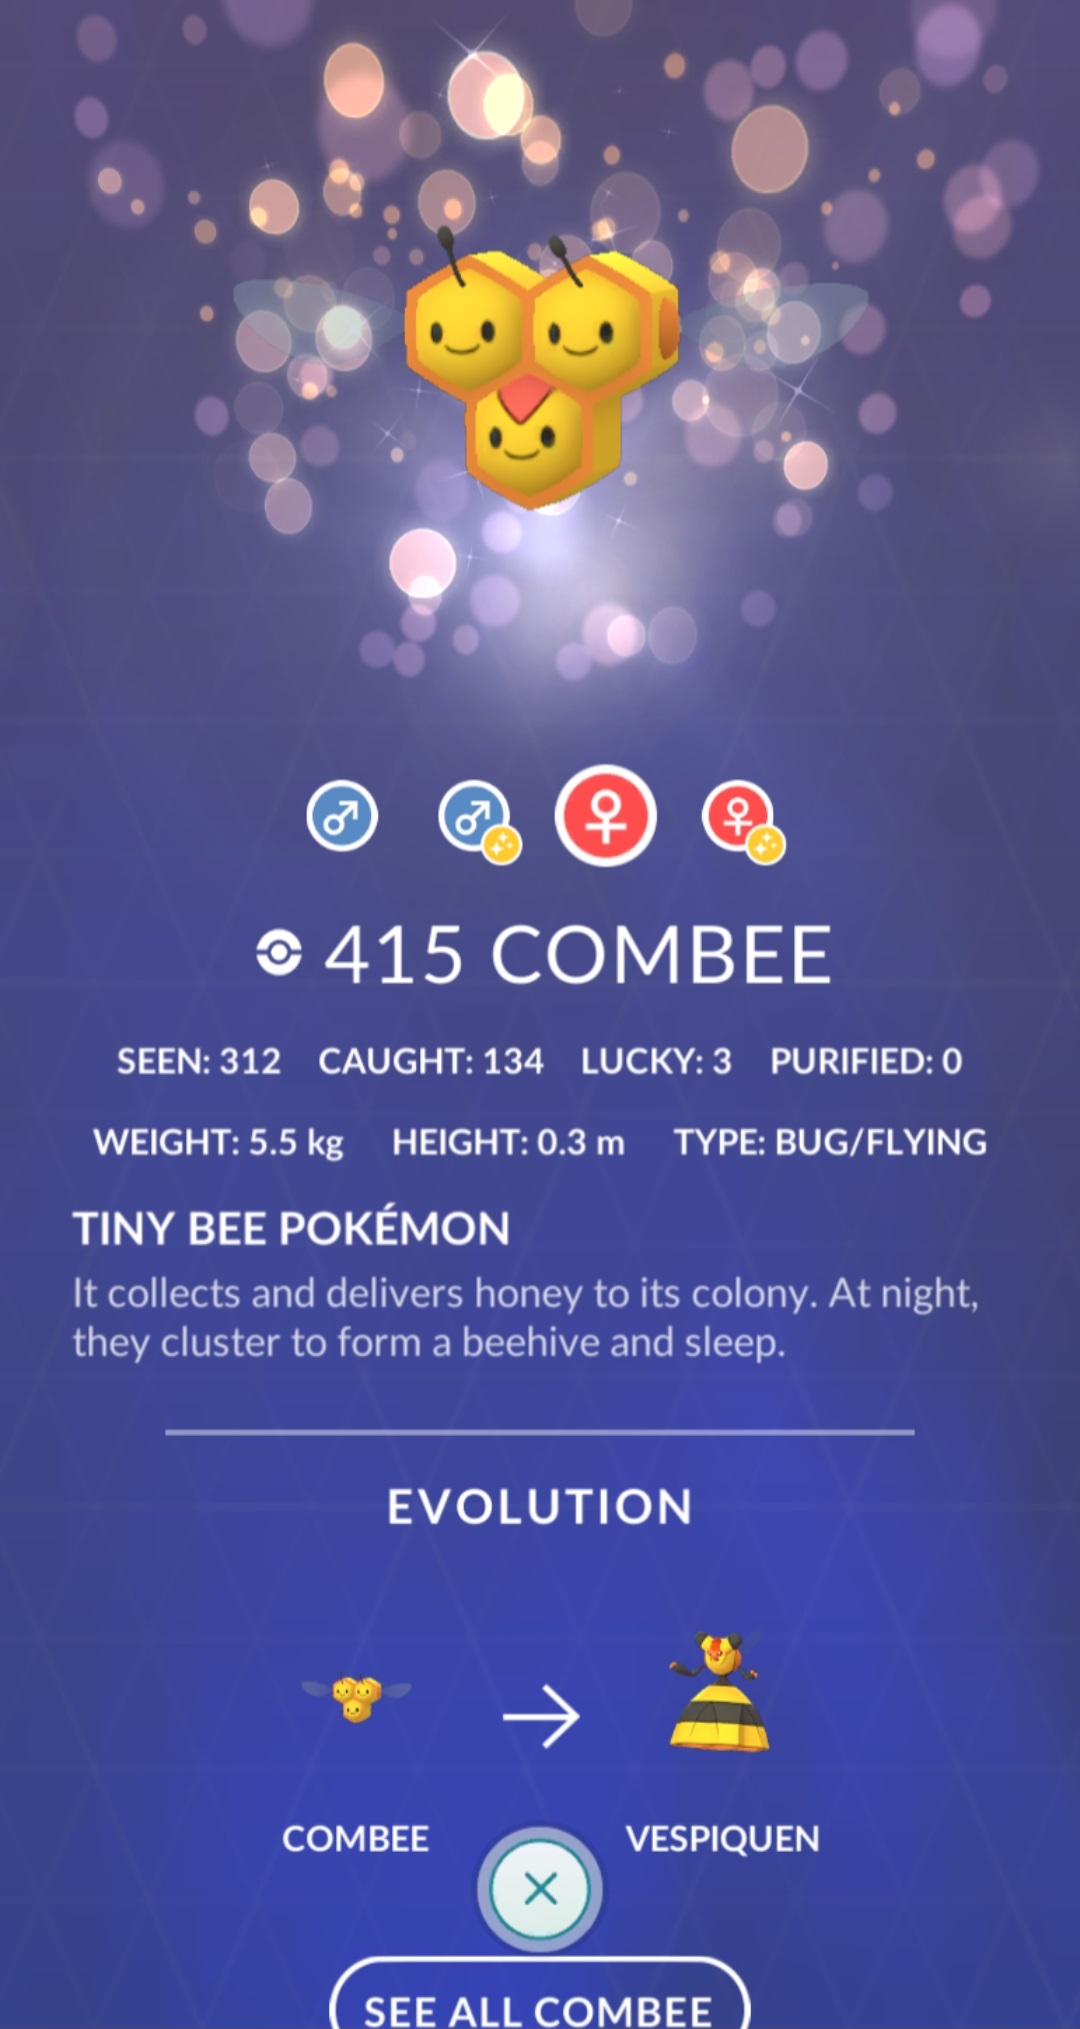 415 COMBEE
SEEN: 312 CAUGHT: 134 LUCKY: 3 PURIFIED: 0
WEIGHT: 5.5 kg HEIGHT: 0.3 m TYPE: BUG/FLYING
TINY BEE POKÉMON
It collects and delivers honey to its colony. At night,
they cluster to form a beehive and sleep.
EVOLUTION
COMBEE VESPIQUEN
SEE ALL COMBEE